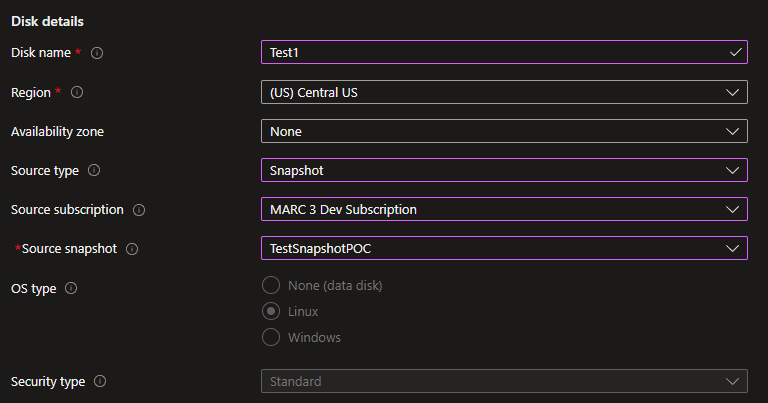 Disk details
Disk name * Test1
Region * (US) Central US
Availability zone None
Source type Snapshot
Source subscription MARC 3 Dev Subscription
*Source snapshot TestSnapshotPOC
OS type None (data disk)
Linux
Windows
Security type Standard